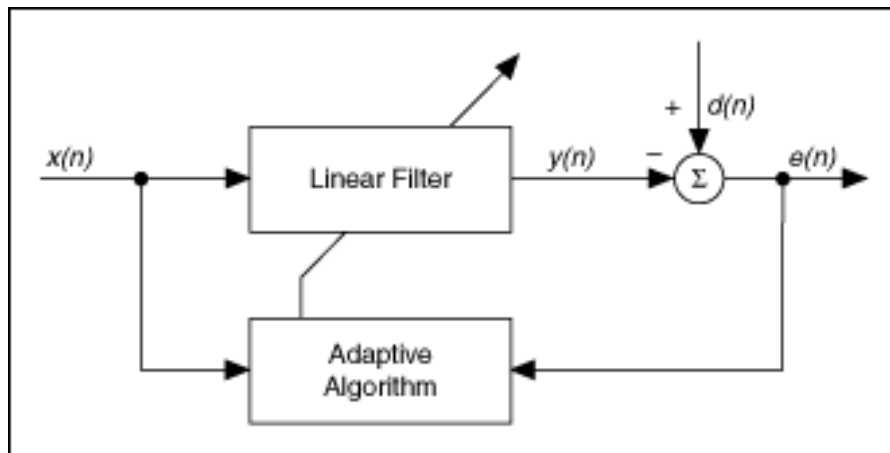 +
d(n)
x(n)
Linear Filter
y(n)
−
Σ
e(n)
Adaptive
Algorithm